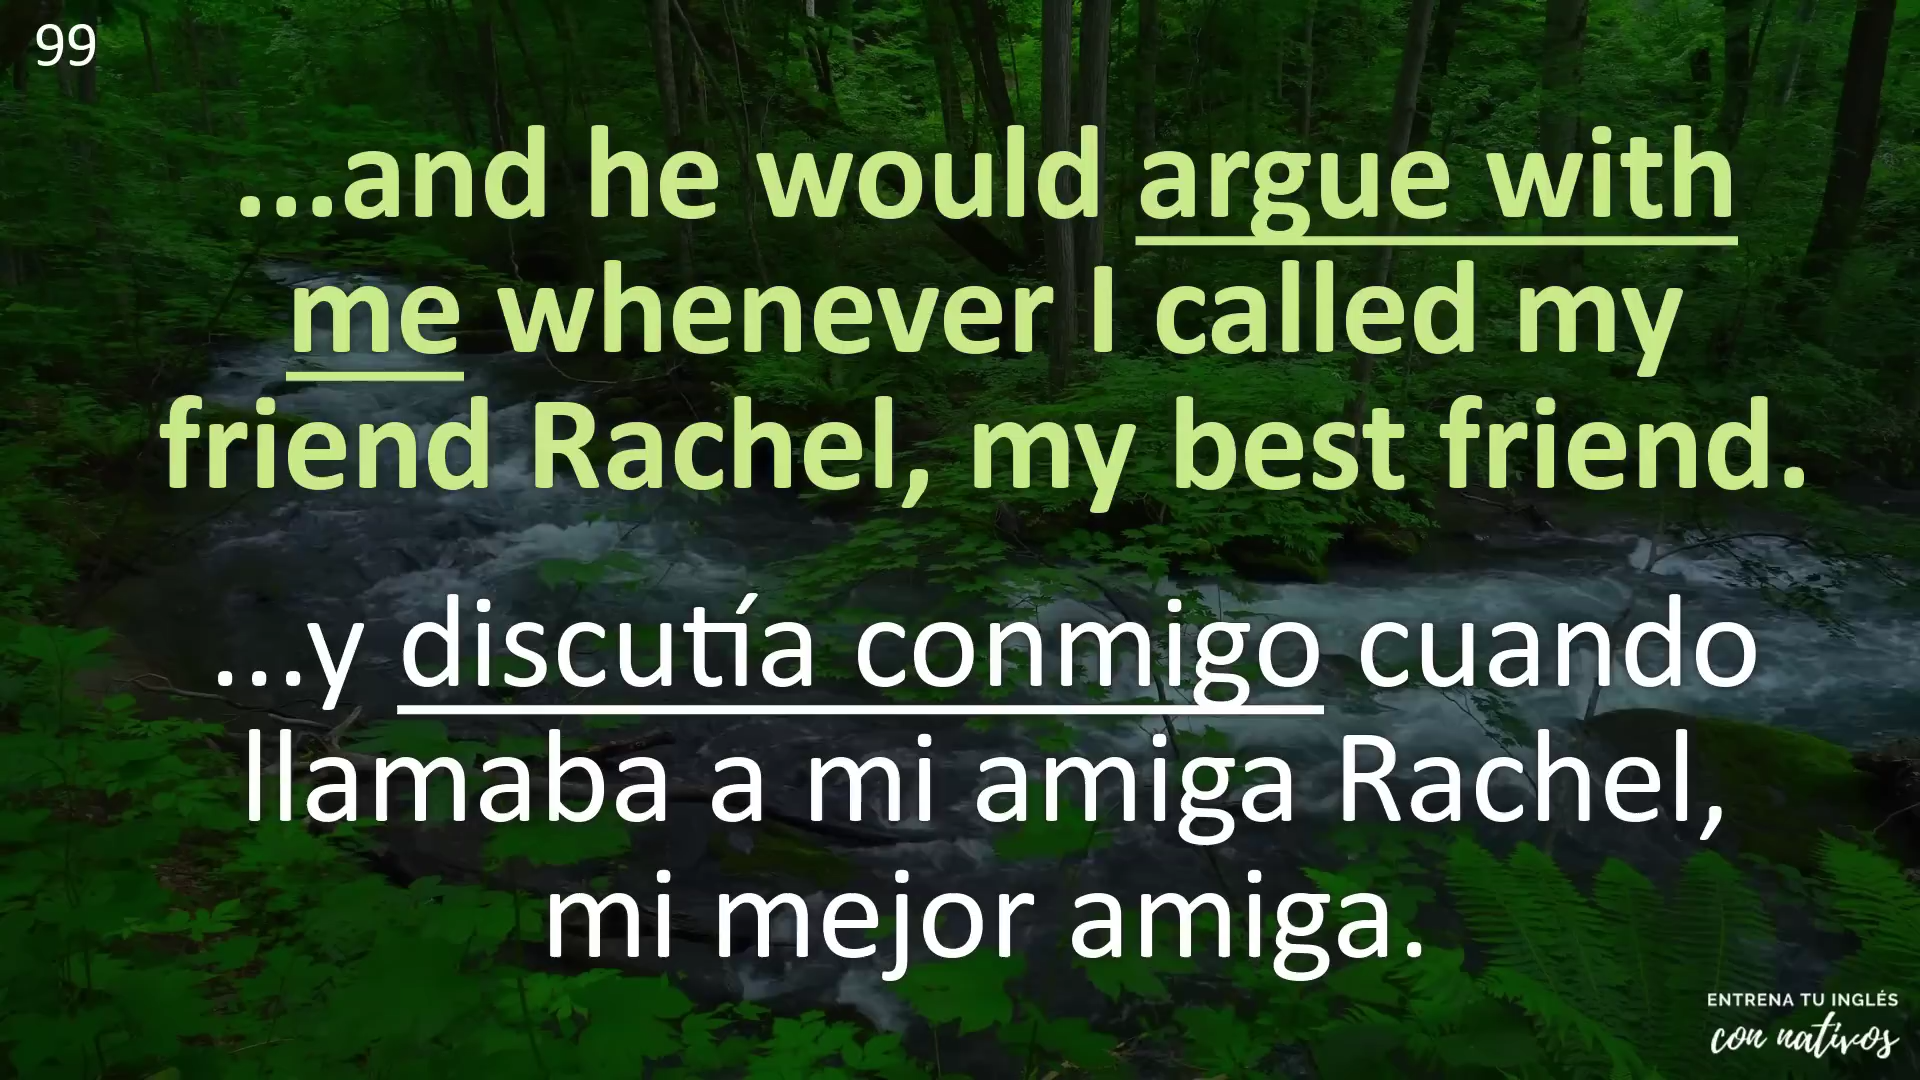 99
...and he would argue with
me whenever I called my
friend Rachel, my best friend.
...y discutía conmigo cuando
llamaba a mi amiga Rachel,
mi mejor amiga.
ENTRENA TU INGLÉS
con nativos